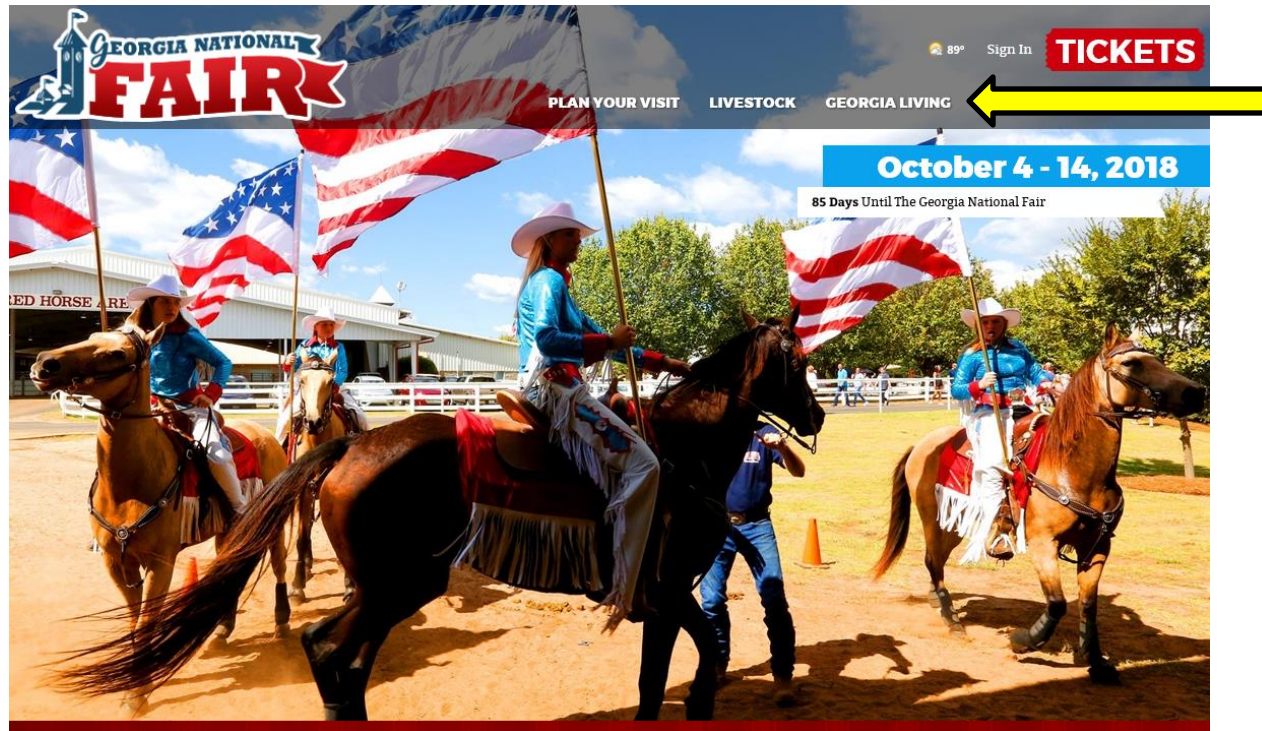 GEORGIA NATIONAL
FAIR
89°
Sign In
TICKETS
PLAN YOUR VISIT
LIVESTOCK
GEORGIA LIVING
October 4 - 14, 2018
85 Days Until The Georgia National Fair
ED HORSE ARE